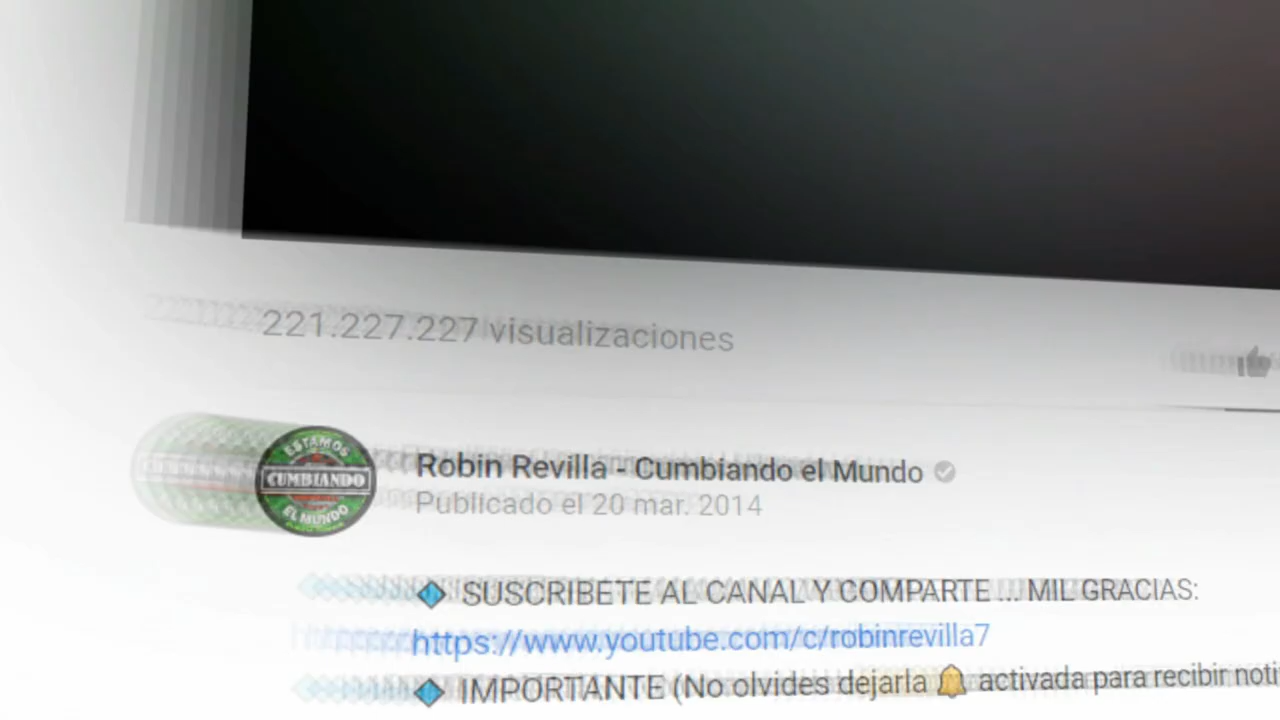 221.227.227 visualizaciones
ESTAMOS
CUMBIANDO
EL MUNDO
Robin Revilla - Cumbiando el Mundo
Publicado el 20 mar. 2014
SUSCRIBETE AL CANAL Y COMPARTE ... MIL GRACIAS:
https://www.youtube.com/c/robinrevilla7
IMPORTANTE (No olvides dejarla 🔔 activada para recibir noti